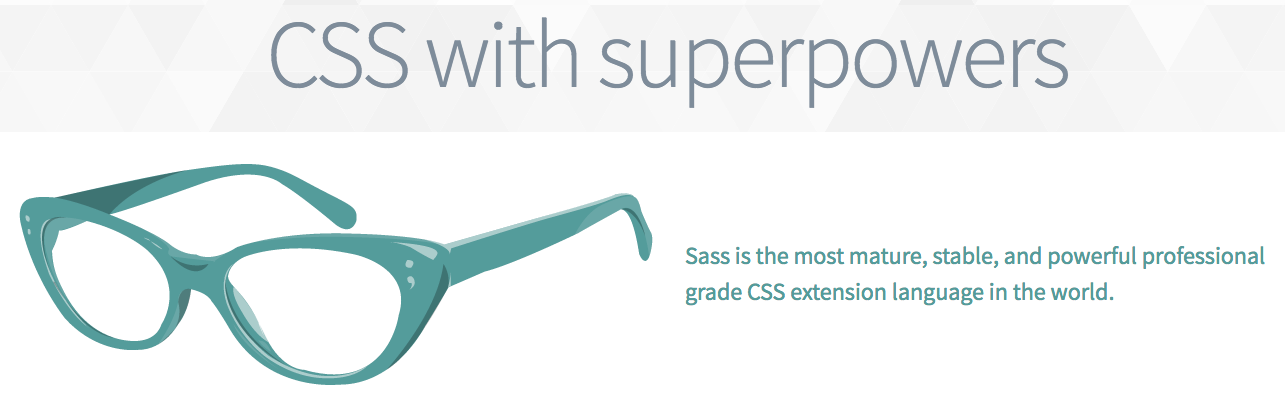 CSS with superpowers
Sass is the most mature, stable, and powerful professional
grade CSS extension language in the world.